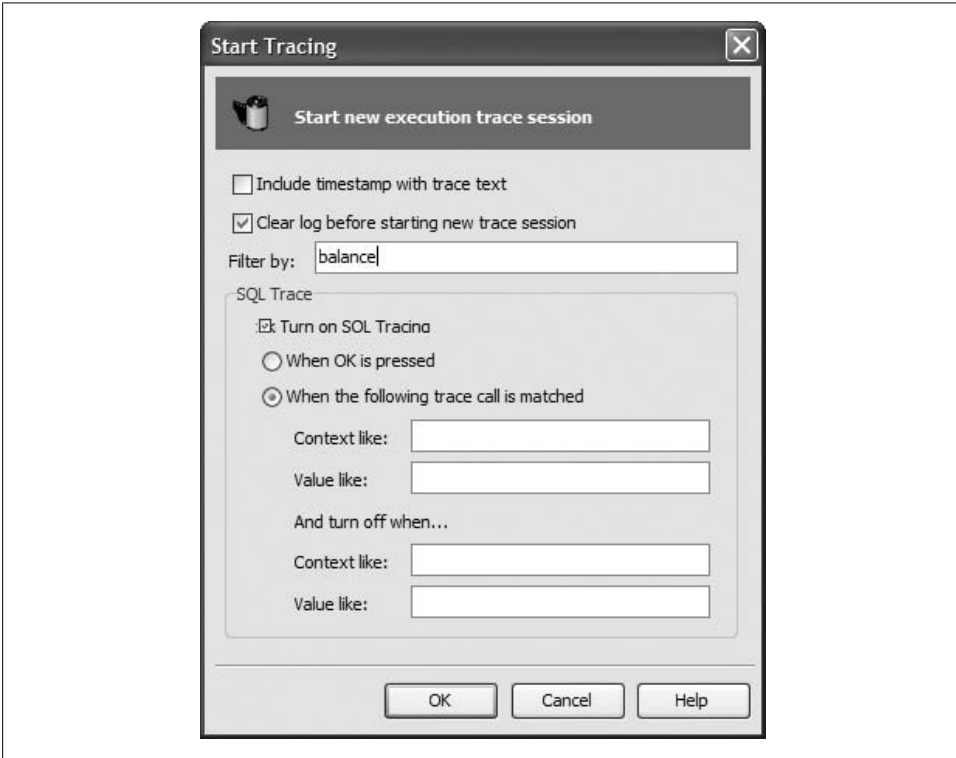 Start Tracing
Start new execution trace session
Include timestamp with trace text
Clear log before starting new trace session
Filter by: balance
SQL Trace
Turn on SQL Tracing
When OK is pressed
When the following trace call is matched
Context like:
Value like:
And turn off when...
Context like:
Value like:
OK Cancel Help